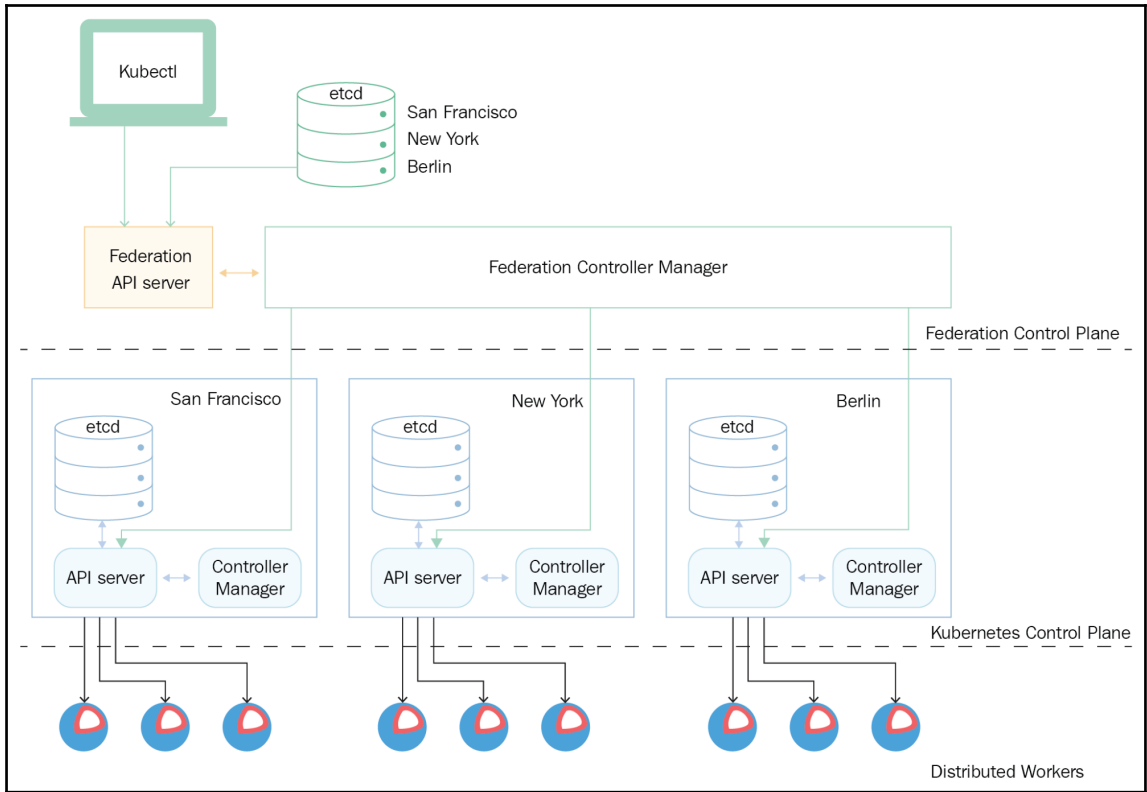 Kubectl
etcd
San Francisco
New York
Berlin
Federation
API server
Federation Controller Manager
Federation Control Plane
San Francisco
etcd
API server
Controller
Manager
New York
etcd
API server
Controller
Manager
Berlin
etcd
API server
Controller
Manager
Kubernetes Control Plane
Distributed Workers